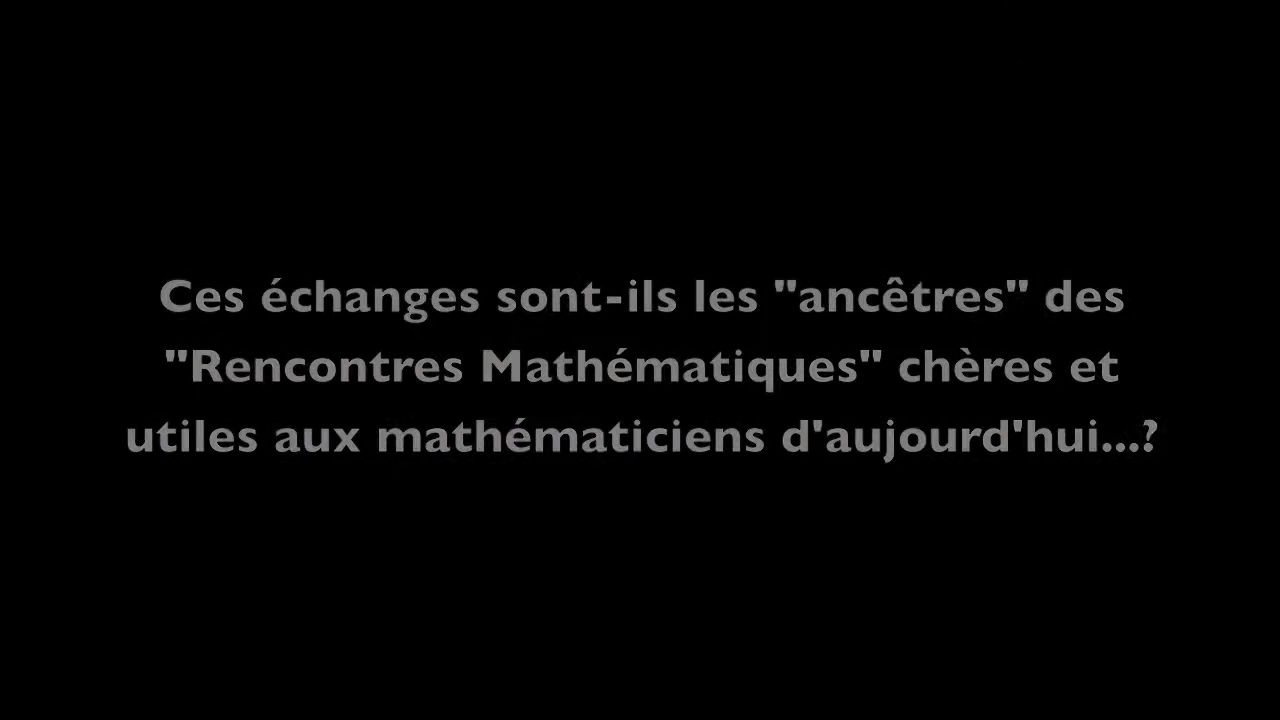 Ces échanges sont-ils les "ancêtres" des
"Rencontres Mathématiques" chères et
utiles aux mathématiciens d'aujourd'hui...?